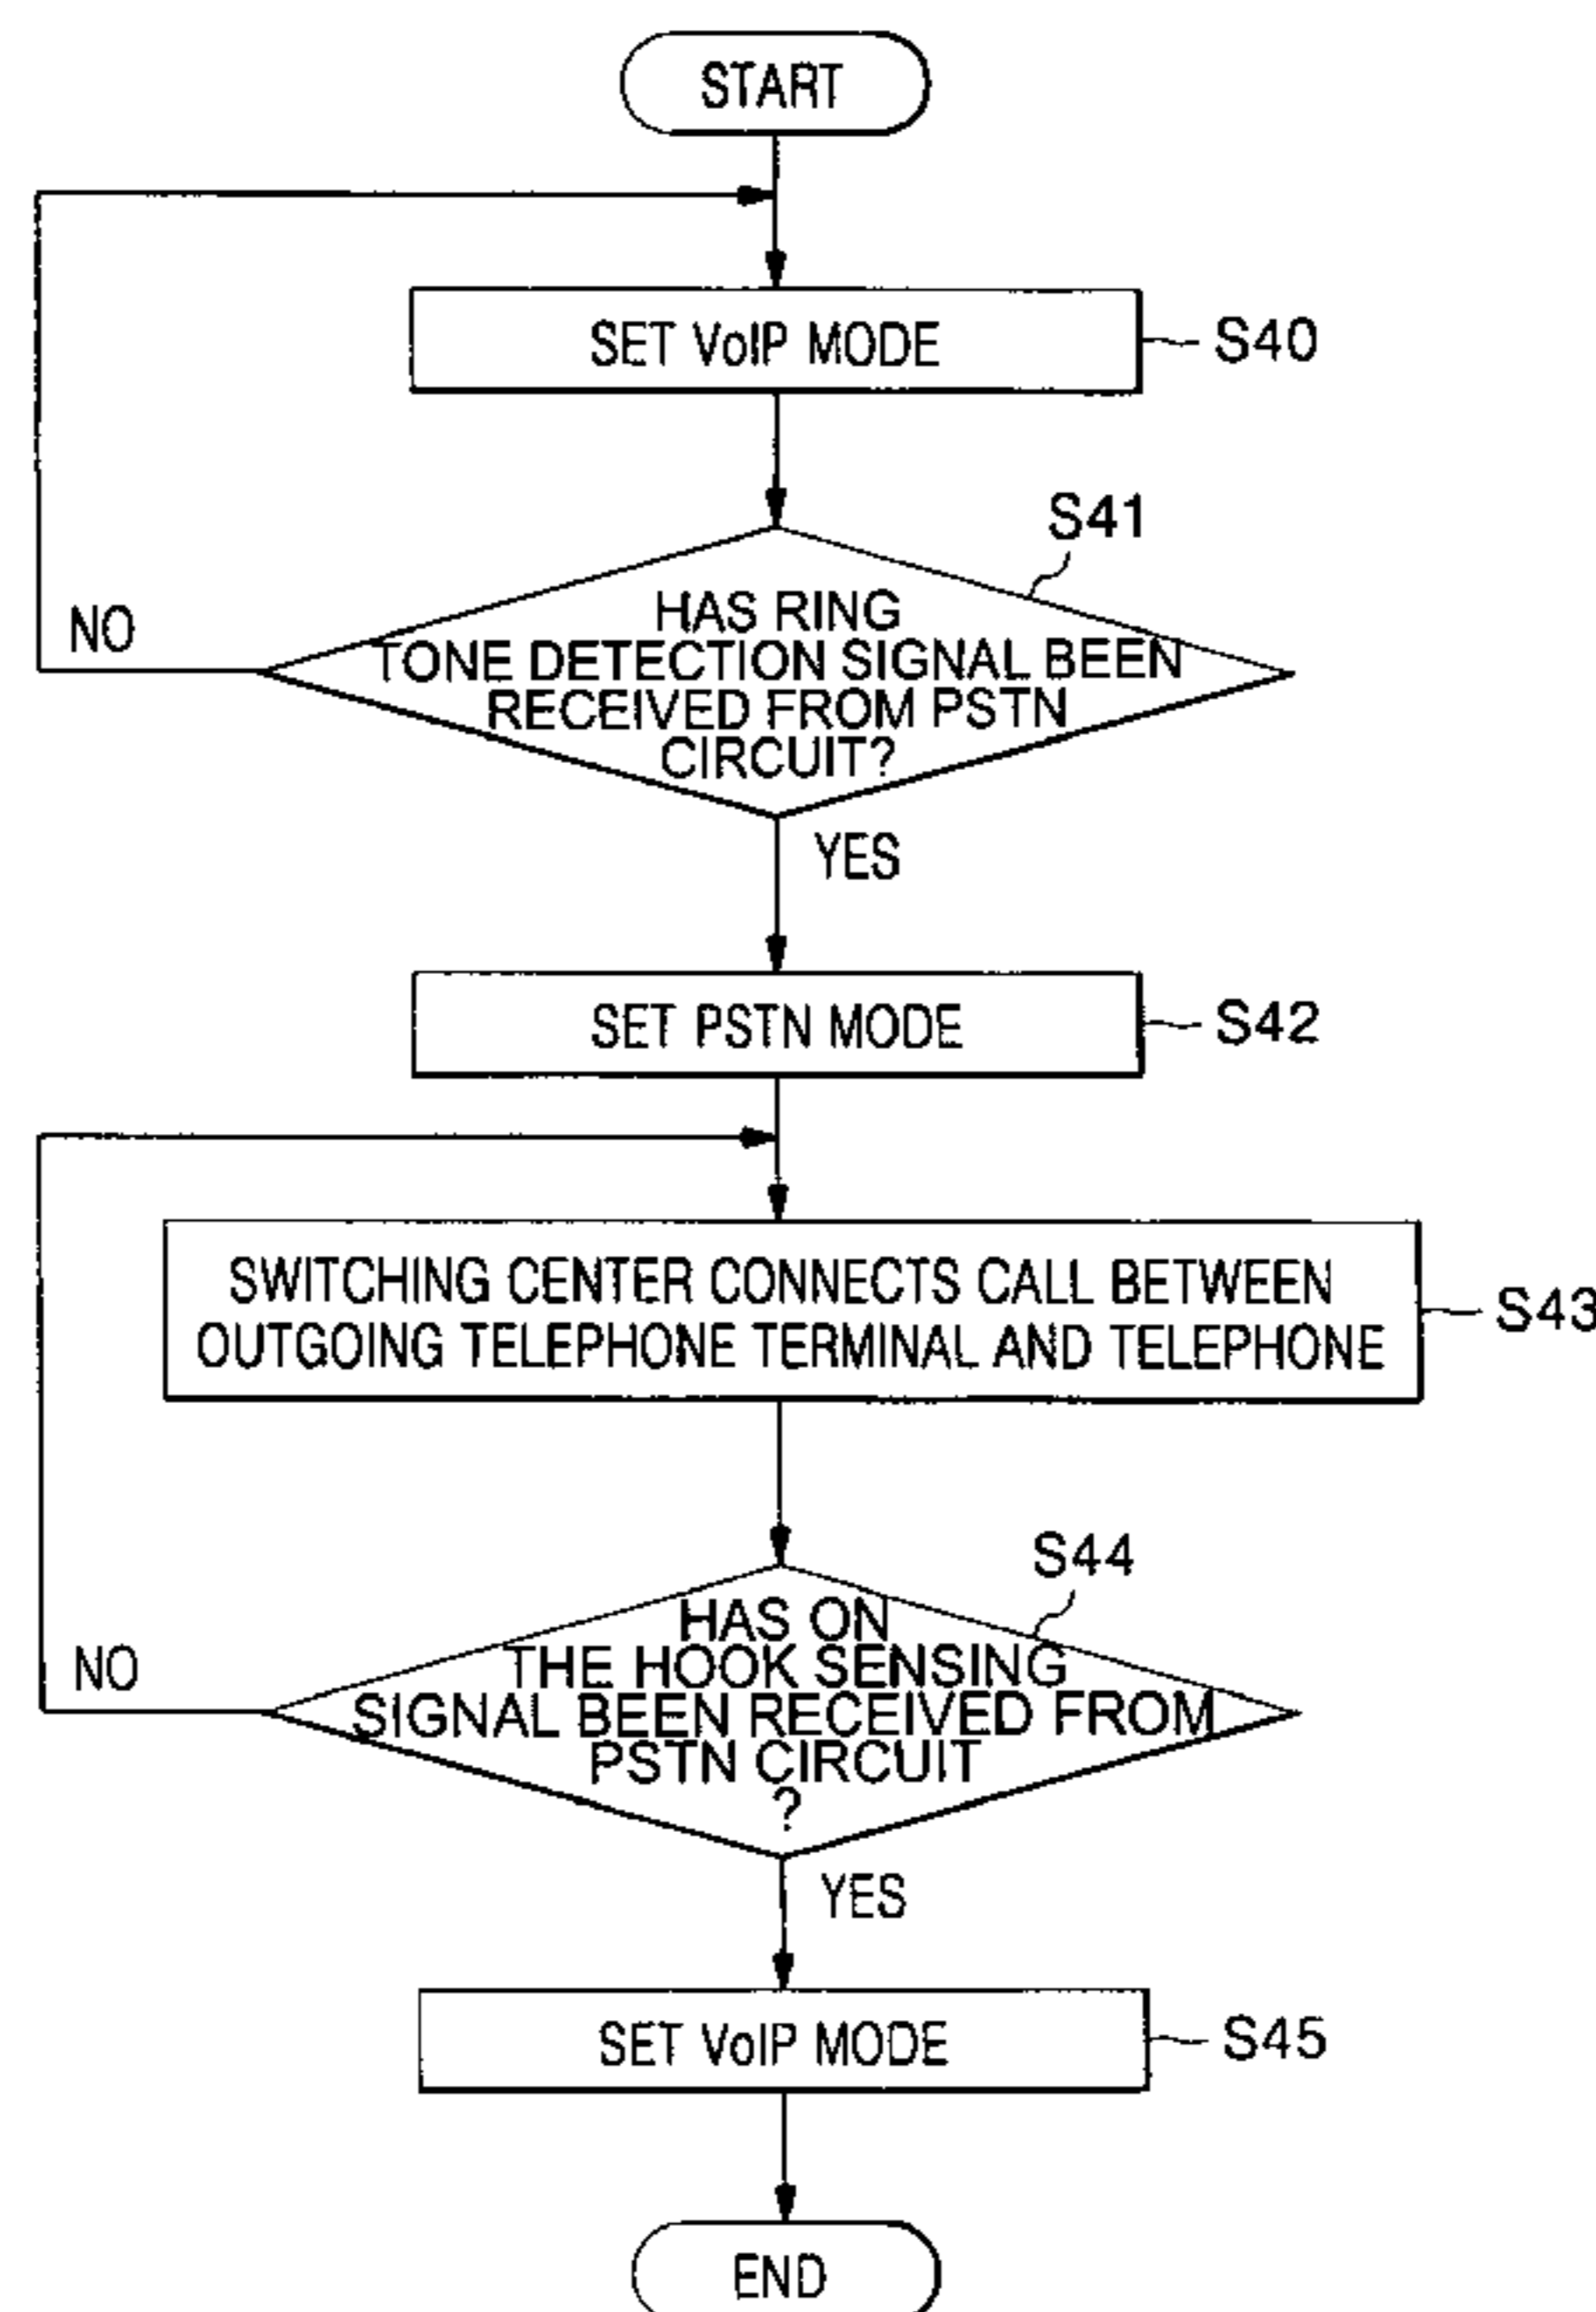 START
SET VoIP MODE
S40
S41
HAS RING
TONE DETECTION SIGNAL BEEN
RECEIVED FROM PSTN
CIRCUIT?
NO
YES
SET PSTN MODE
S42
SWITCHING CENTER CONNECTS CALL BETWEEN
OUTGOING TELEPHONE TERMINAL AND TELEPHONE
S43
S44
HAS ON
THE HOOK SENSING
SIGNAL BEEN RECEIVED FROM
PSTN CIRCUIT
?
NO
YES
SET VoIP MODE
S45
END